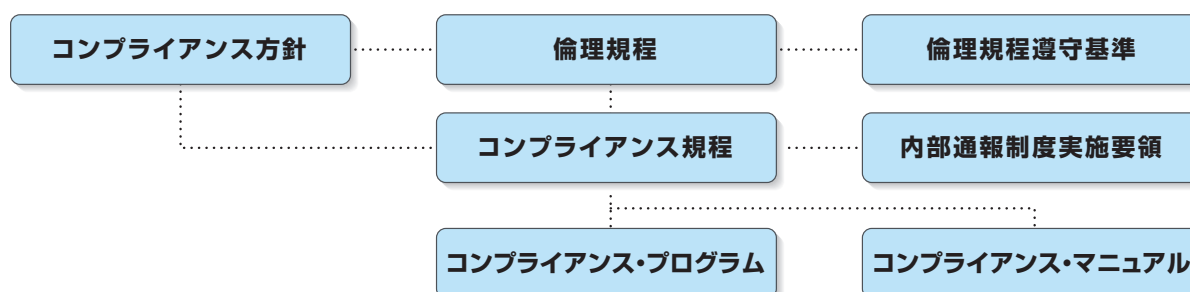 コンプライアンス方針
倫理規程
倫理規程遵守基準
コンプライアンス規程
内部通報制度実施要領
コンプライアンス・プログラム
コンプライアンス・マニュアル